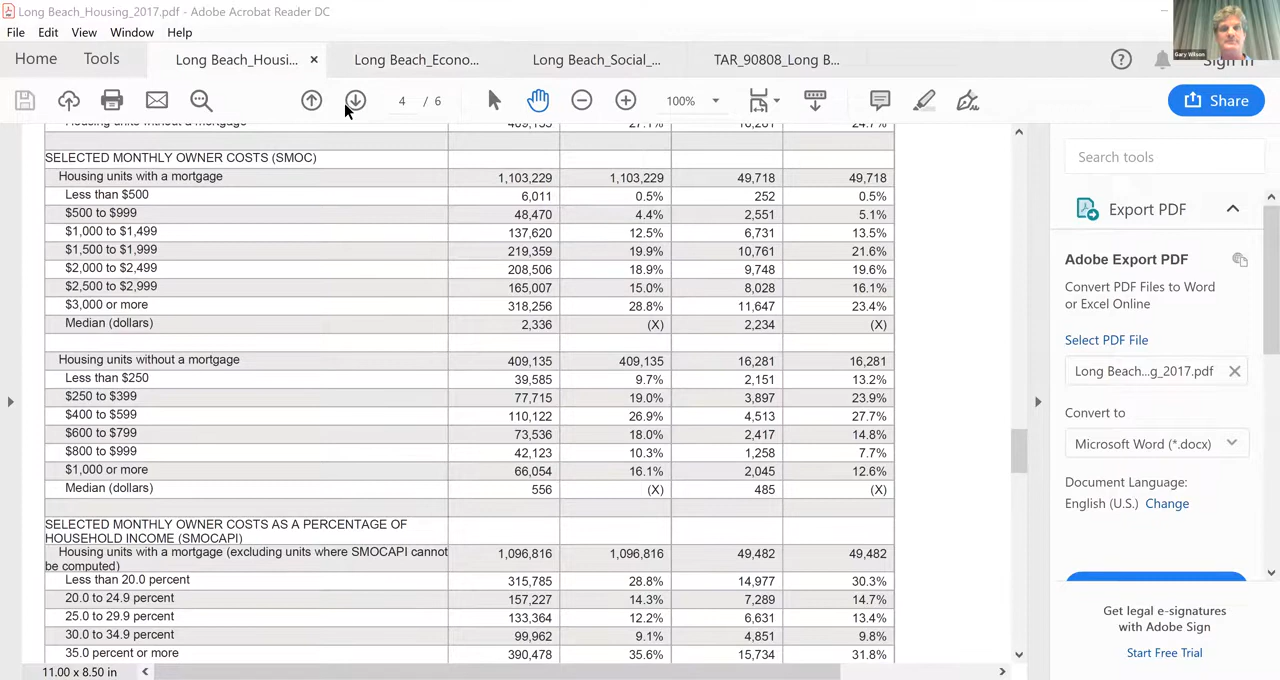 Long Beach_Housing_2017.pdf - Adobe Acrobat Reader DC
File Edit View Window Help
Gary Wilson
Home Tools Long Beach_Housi... × Long Beach_Econo... Long Beach_Social_... TAR_90808_Long B... Sign In
4 / 6 100% Share
Housing units without a mortgage 409,135 27.1% 16,281 24.7%
SELECTED MONTHLY OWNER COSTS (SMOC)
Housing units with a mortgage 1,103,229 1,103,229 49,718 49,718
Less than $500 6,011 0.5% 252 0.5%
$500 to $999 48,470 4.4% 2,551 5.1%
$1,000 to $1,499 137,620 12.5% 6,731 13.5%
$1,500 to $1,999 219,359 19.9% 10,761 21.6%
$2,000 to $2,499 208,506 18.9% 9,748 19.6%
$2,500 to $2,999 165,007 15.0% 8,028 16.1%
$3,000 or more 318,256 28.8% 11,647 23.4%
Median (dollars) 2,336 (X) 2,234 (X)
Housing units without a mortgage 409,135 409,135 16,281 16,281
Less than $250 39,585 9.7% 2,151 13.2%
$250 to $399 77,715 19.0% 3,897 23.9%
$400 to $599 110,122 26.9% 4,513 27.7%
$600 to $799 73,536 18.0% 2,417 14.8%
$800 to $999 42,123 10.3% 1,258 7.7%
$1,000 or more 66,054 16.1% 2,045 12.6%
Median (dollars) 556 (X) 485 (X)
SELECTED MONTHLY OWNER COSTS AS A PERCENTAGE OF
HOUSEHOLD INCOME (SMOCAPI)
Housing units with a mortgage (excluding units where SMOCAPI cannot 1,096,816 1,096,816 49,482 49,482
be computed)
Less than 20.0 percent 315,785 28.8% 14,977 30.3%
20.0 to 24.9 percent 157,227 14.3% 7,289 14.7%
25.0 to 29.9 percent 133,364 12.2% 6,631 13.4%
30.0 to 34.9 percent 99,962 9.1% 4,851 9.8%
35.0 percent or more 390,478 35.6% 15,734 31.8%
11.00 x 8.50 in
Search tools
Export PDF
Adobe Export PDF
Convert PDF Files to Word
or Excel Online
Select PDF File
Long Beach...g_2017.pdf
Convert to
Microsoft Word (*.docx)
Document Language:
English (U.S.) Change
Get legal e-signatures
with Adobe Sign
Start Free Trial